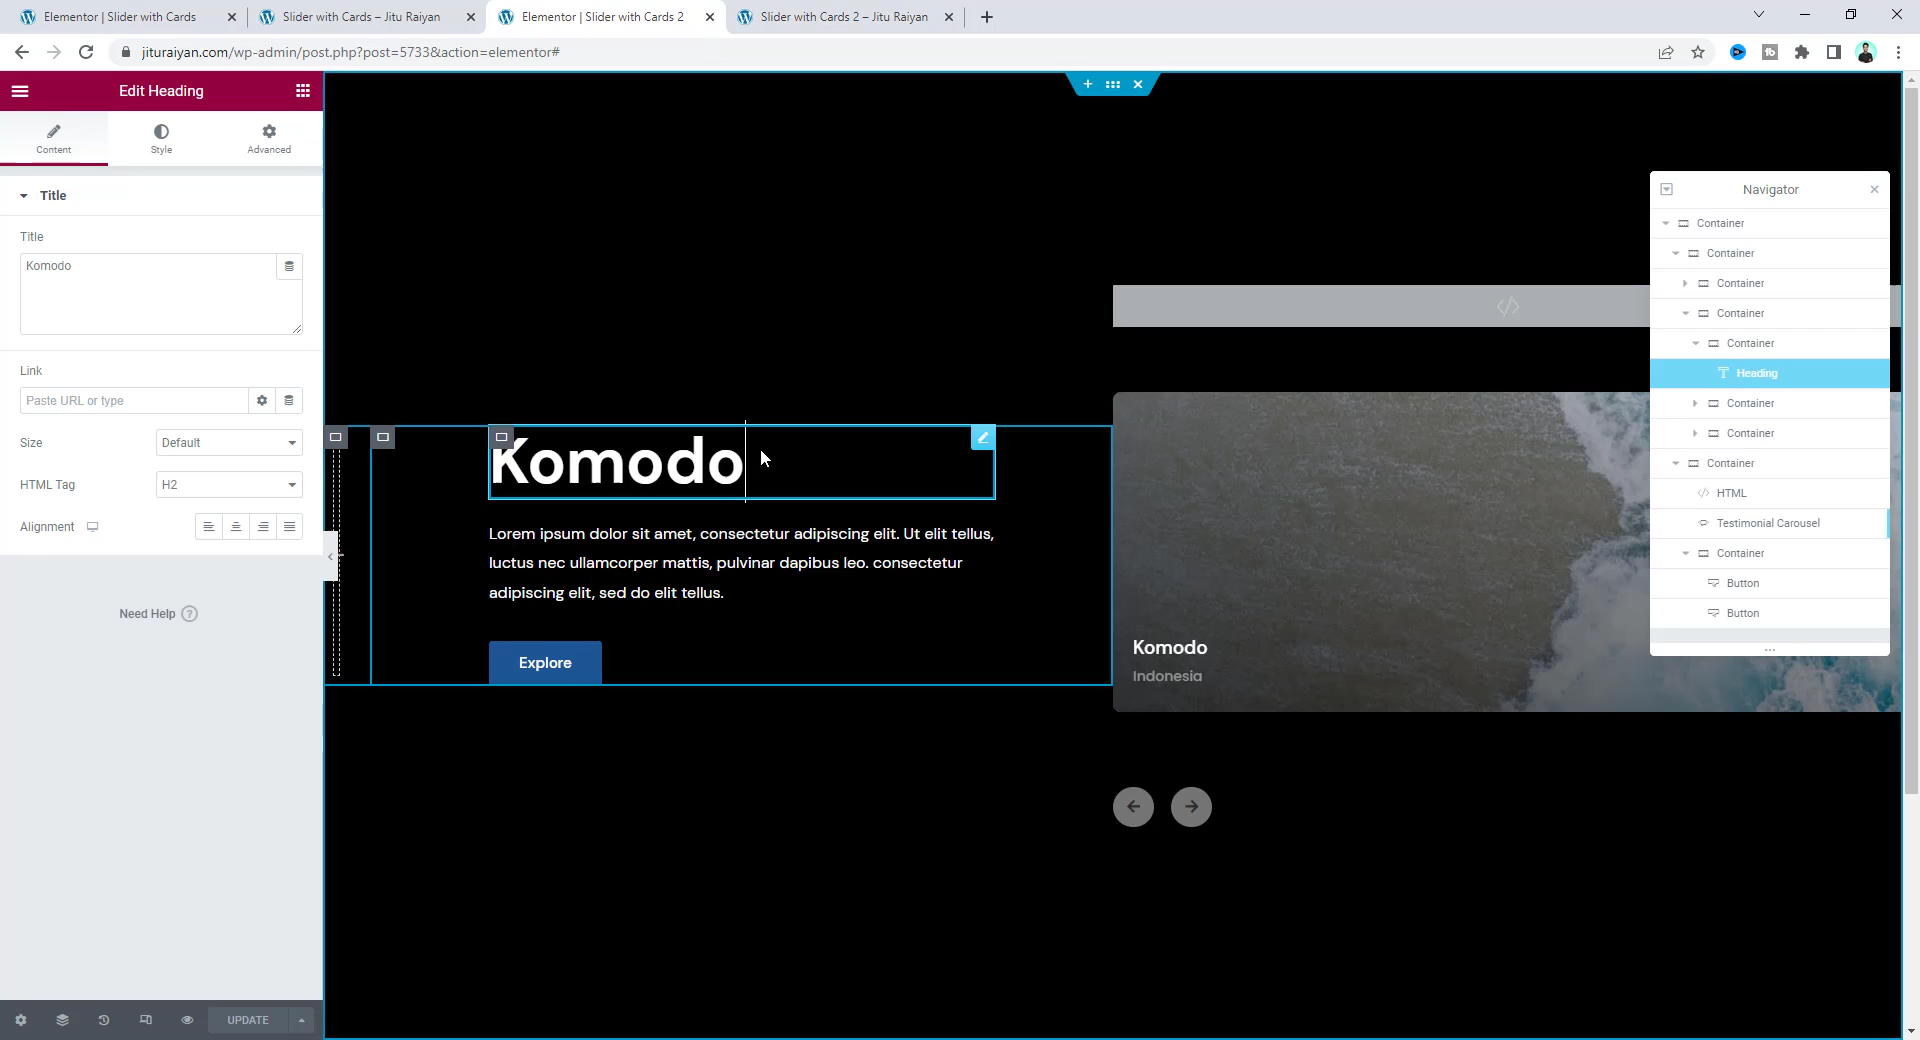 Elementor | Slider with Cards
Slider with Cards – Jitu Raiyan
Elementor | Slider with Cards 2
Slider with Cards 2 – Jitu Raiyan
jituraiyan.com/wp-admin/post.php?post=5733&action=elementor#
Edit Heading
Content
Style
Advanced
Title
Title
Komodo
Link
Paste URL or type
Size
Default
HTML Tag
H2
Alignment
Need Help ?
UPDATE
Komodo
Lorem ipsum dolor sit amet, consectetur adipiscing elit. Ut elit tellus,
luctus nec ullamcorper mattis, pulvinar dapibus leo. consectetur
adipiscing elit, sed do elit tellus.
Explore
Komodo
Indonesia
Navigator
Container
Container
Container
Container
Container
Heading
Container
Container
Container
HTML
Testimonial Carousel
Container
Button
Button